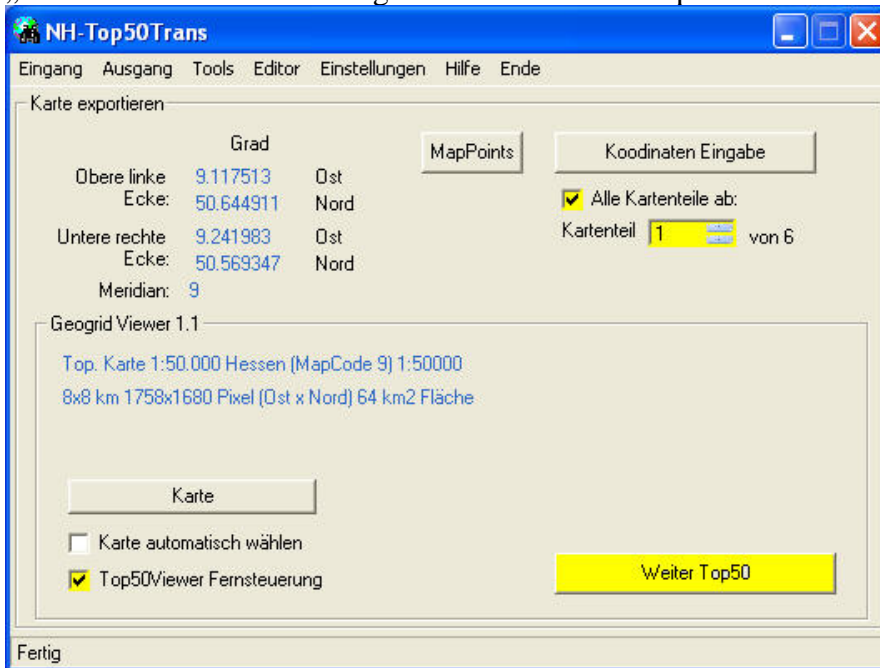 NH-Top50Trans
Eingang Ausgang Tools Editor Einstellungen Hilfe Ende
Karte exportieren
Grad
MapPoints
Koodinaten Eingabe
Obere linke Ecke:
9.117513 Ost
50.644911 Nord
Alle Kartenteile ab:
Kartenteil 1 von 6
Untere rechte Ecke:
9.241983 Ost
50.569347 Nord
Meridian: 9
Geogrid Viewer 1.1
Top. Karte 1:50.000 Hessen (MapCode 9) 1:50000
8x8 km 1758x1680 Pixel (Ost x Nord) 64 km2 Fläche
Karte
Karte automatisch wählen
Top50Viewer Fernsteuerung
Weiter Top50
Fertig